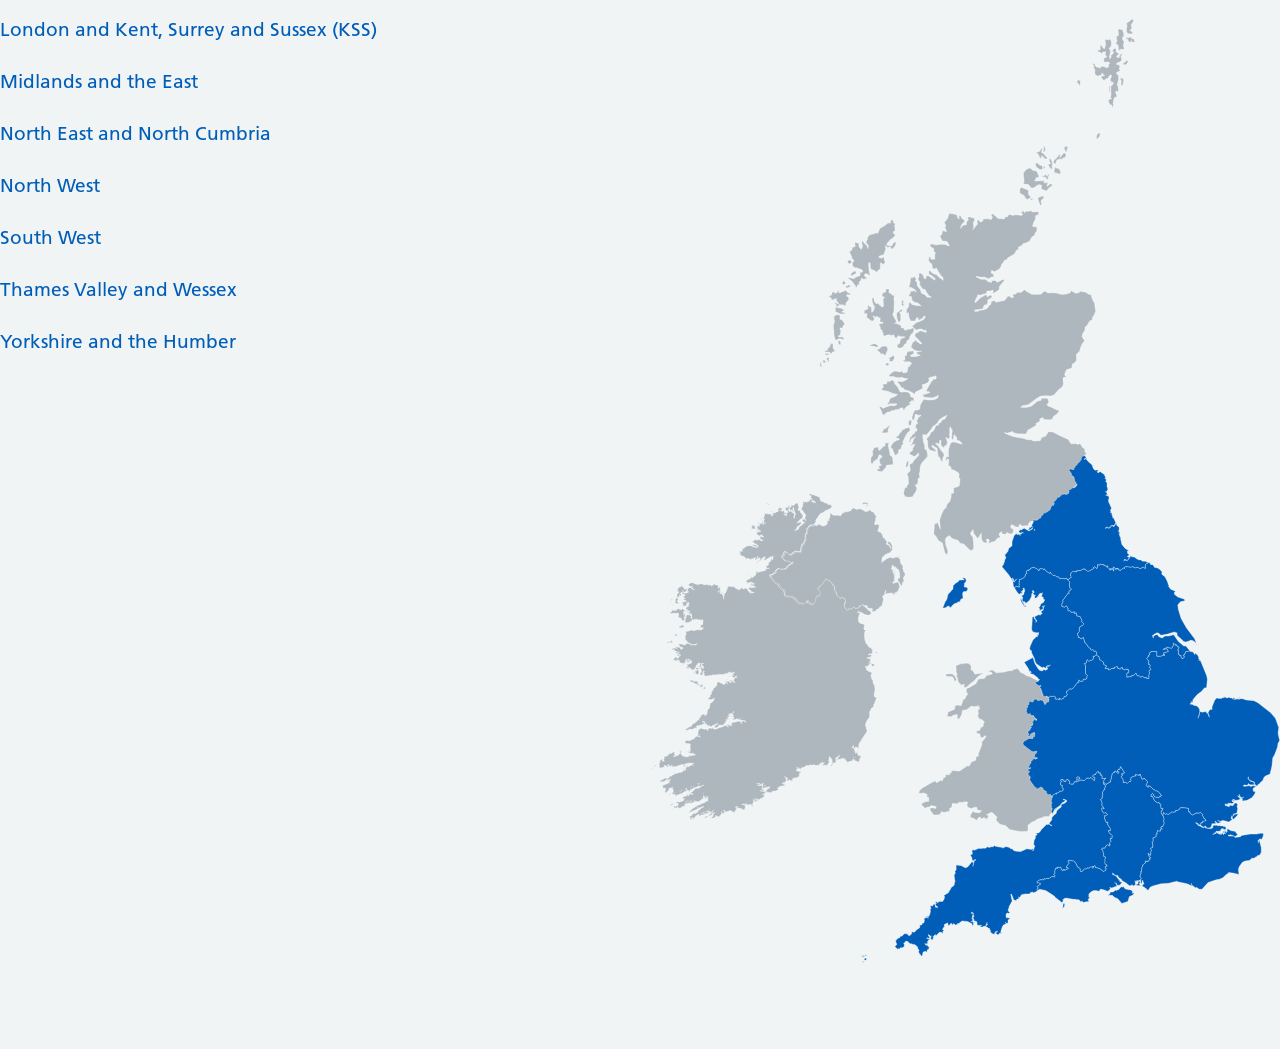 London and Kent, Surrey and Sussex (KSS)
Midlands and the East
North East and North Cumbria
North West
South West
Thames Valley and Wessex
Yorkshire and the Humber